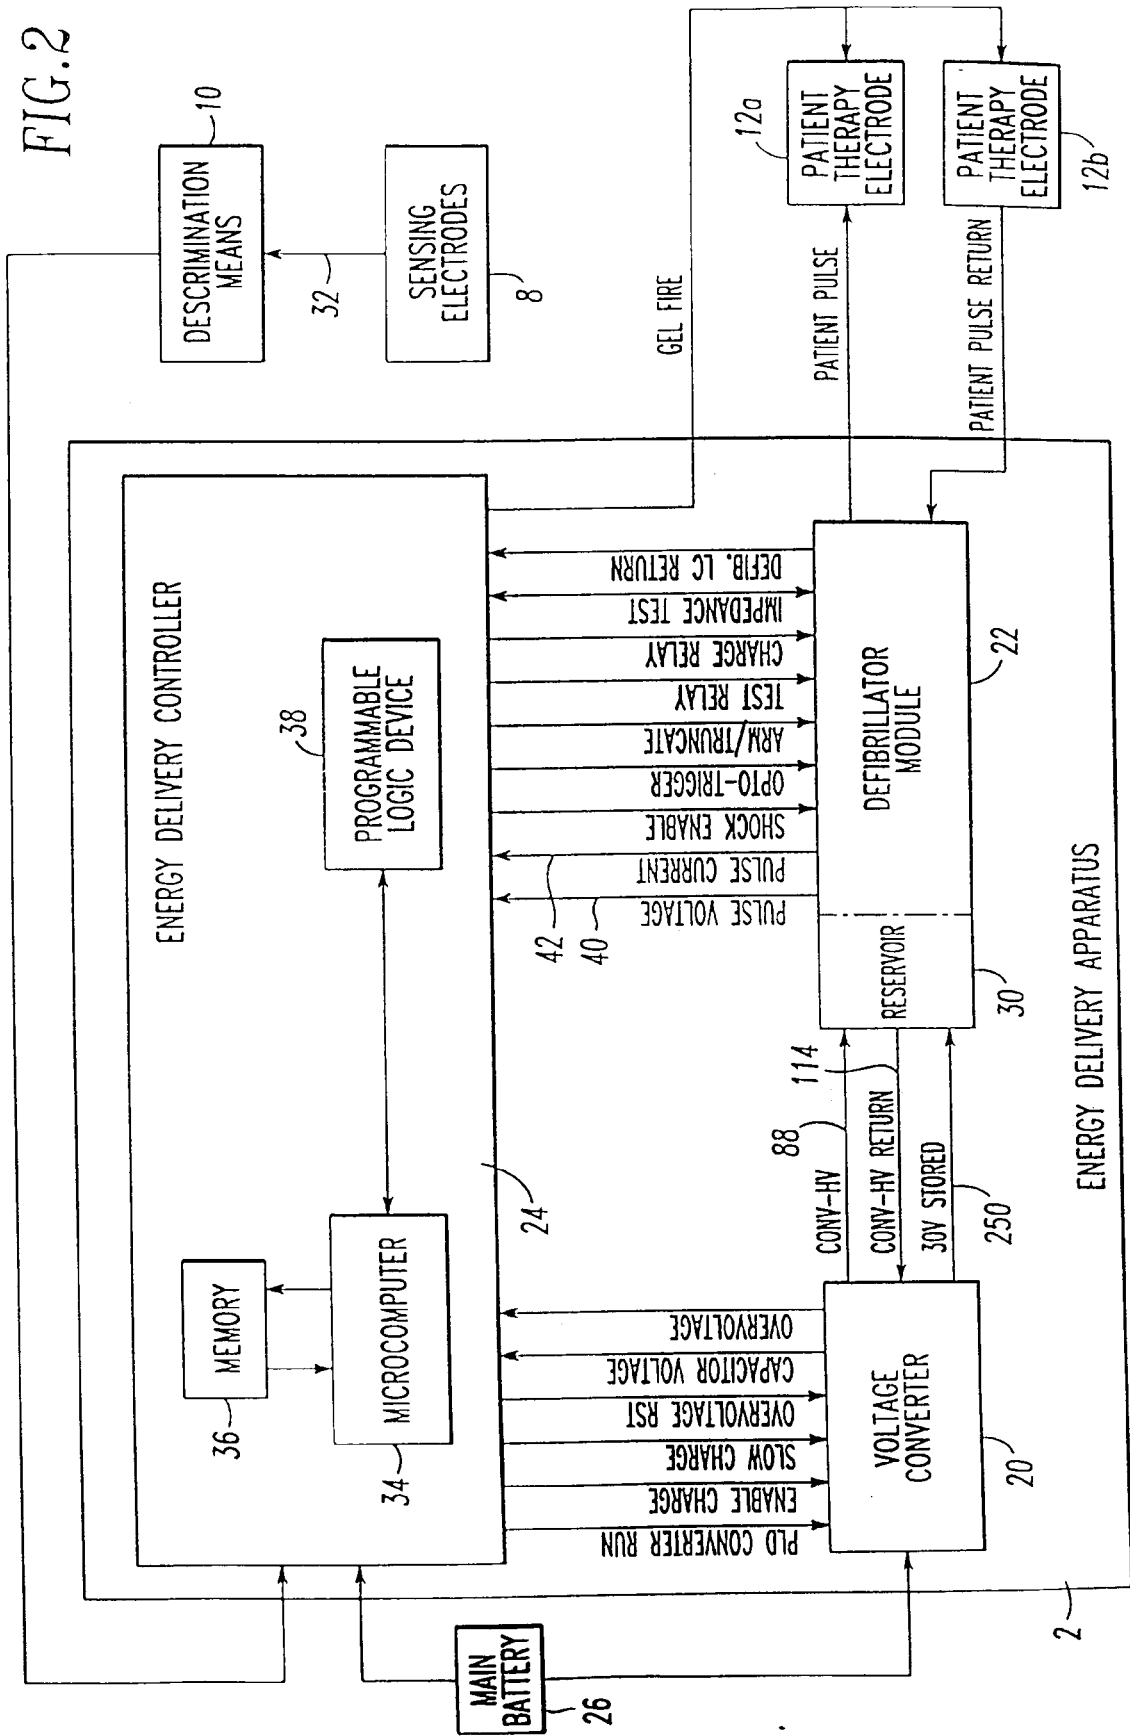 FIG.2
DESCRIMINATION
MEANS
10
32
SENSING
ELECTRODES
8
ENERGY DELIVERY CONTROLLER
MEMORY
36
MICROCOMPUTER
34
PROGRAMMABLE
LOGIC DEVICE
38
24
GEL FIRE
MAIN
BATTERY
26
PLD CONVERTER RUN
ENABLE CHARGE
SLOW CHARGE
OVERVOLTAGE RST
CAPACITOR VOLTAGE
OVERVOLTAGE
PULSE VOLTAGE
40
PULSE CURRENT
42
SHOCK ENABLE
OPTO-TRIGGER
ARM/TRUNCATE
TEST RELAY
CHARGE RELAY
IMPEDANCE TEST
DEFIB. LC RETURN
VOLTAGE
CONVERTER
20
CONV-HV
88
CONV-HV RETURN
114
30V STORED
250
RESERVOIR
30
DEFIBRILLATOR
MODULE
22
PATIENT PULSE
PATIENT PULSE RETURN
PATIENT
THERAPY
ELECTRODE
12a
PATIENT
THERAPY
ELECTRODE
12b
ENERGY DELIVERY APPARATUS
2